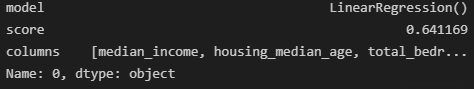 model LinearRegression()
score 0.641169
columns [median_income, housing_median_age, total_bedr...
Name: 0, dtype: object